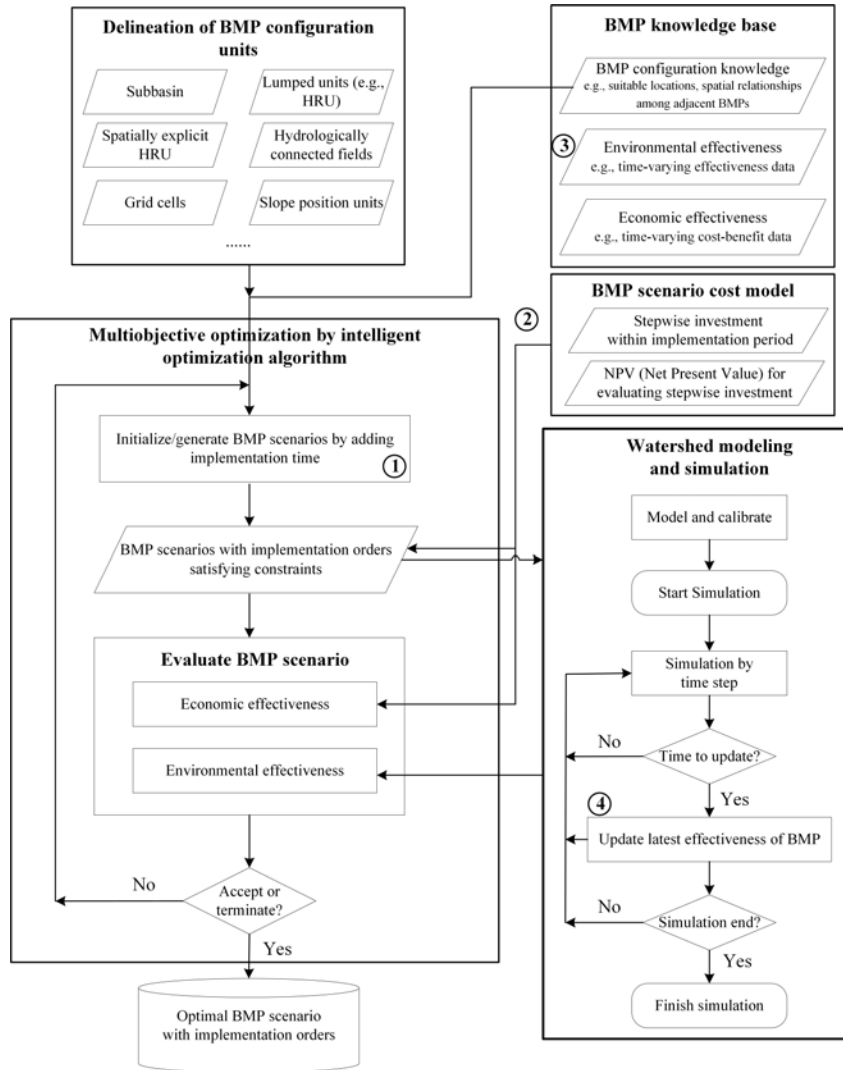 Delineation of BMP configuration
units
Subbasin
Lumped units (e.g.,
HRU)
Spatially explicit
HRU
Hydrologically
connected fields
Grid cells
Slope position units
......
BMP knowledge base
BMP configuration knowledge
e.g., suitable locations, spatial relationships
among adjacent BMPs
③
Environmental effectiveness
e.g., time-varying effectiveness data
Economic effectiveness
e.g., time-varying cost-benefit data
BMP scenario cost model
②
Stepwise investment
within implementation period
NPV (Net Present Value) for
evaluating stepwise investment
Multiobjective optimization by intelligent
optimization algorithm
Initialize/generate BMP scenarios by adding
implementation time
①
BMP scenarios with implementation orders
satisfying constraints
Evaluate BMP scenario
Economic effectiveness
Environmental effectiveness
No
Accept or
terminate?
Yes
Optimal BMP scenario
with implementation orders
Watershed modeling
and simulation
Model and calibrate
Start Simulation
Simulation by
time step
No
Time to update?
Yes
④
Update latest effectiveness of BMP
No
Simulation end?
Yes
Finish simulation